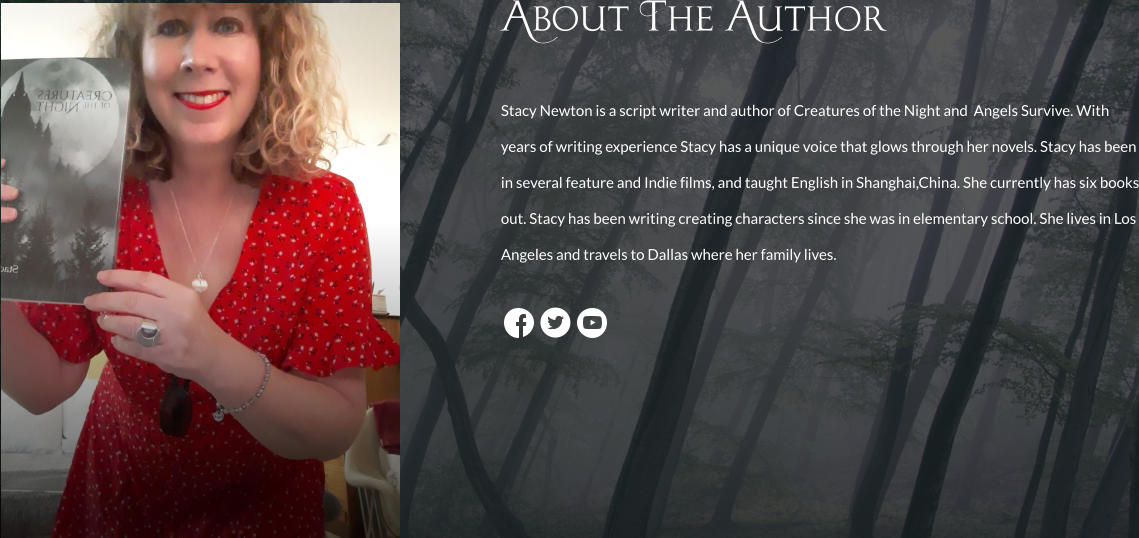 About The Author
CREATURES
OF THE NIGHT
Stacy Newton is a script writer and author of Creatures of the Night and  Angels Survive. With
years of writing experience Stacy has a unique voice that glows through her novels. Stacy has been
in several feature and Indie films, and taught English in Shanghai,China. She currently has six books
out. Stacy has been writing creating characters since she was in elementary school. She lives in Los
Angeles and travels to Dallas where her family lives.
Stac